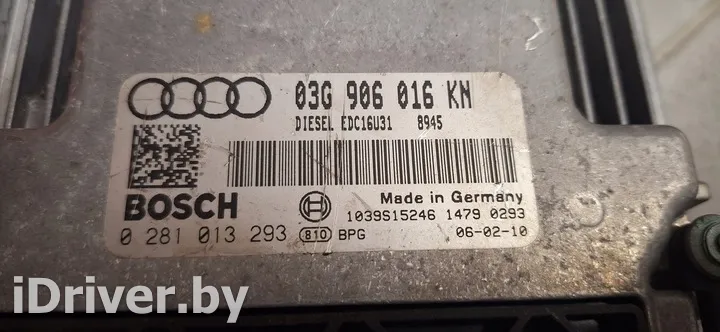 03G 906 016 KN
DIESEL EDC16U31 8945
BOSCH
Made in Germany
1039S15246 1479 0293
0 281 013 293 810 BPG 06-02-10
iDriver.by